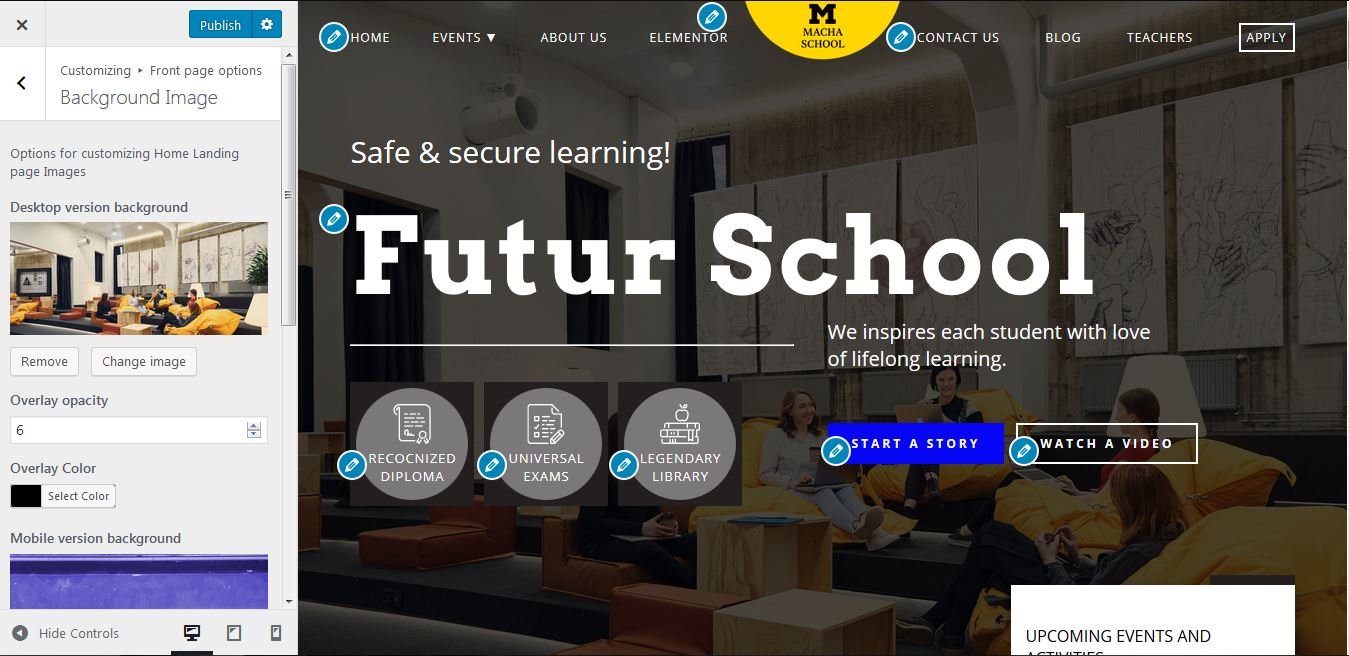 Publish
Customizing ▸ Front page options
Background Image
Options for customizing Home Landing
page Images
Desktop version background
Remove
Change image
Overlay opacity
6
Overlay Color
Select Color
Mobile version background
Hide Controls
HOME
EVENTS ▼
ABOUT US
ELEMENTOR
M
MACHA
SCHOOL
CONTACT US
BLOG
TEACHERS
APPLY
Safe & secure learning!
Futur School
We inspires each student with love
of lifelong learning.
RECOCNIZED
DIPLOMA
UNIVERSAL
EXAMS
LEGENDARY
LIBRARY
START A STORY
WATCH A VIDEO
UPCOMING EVENTS AND
ACTIVITIES